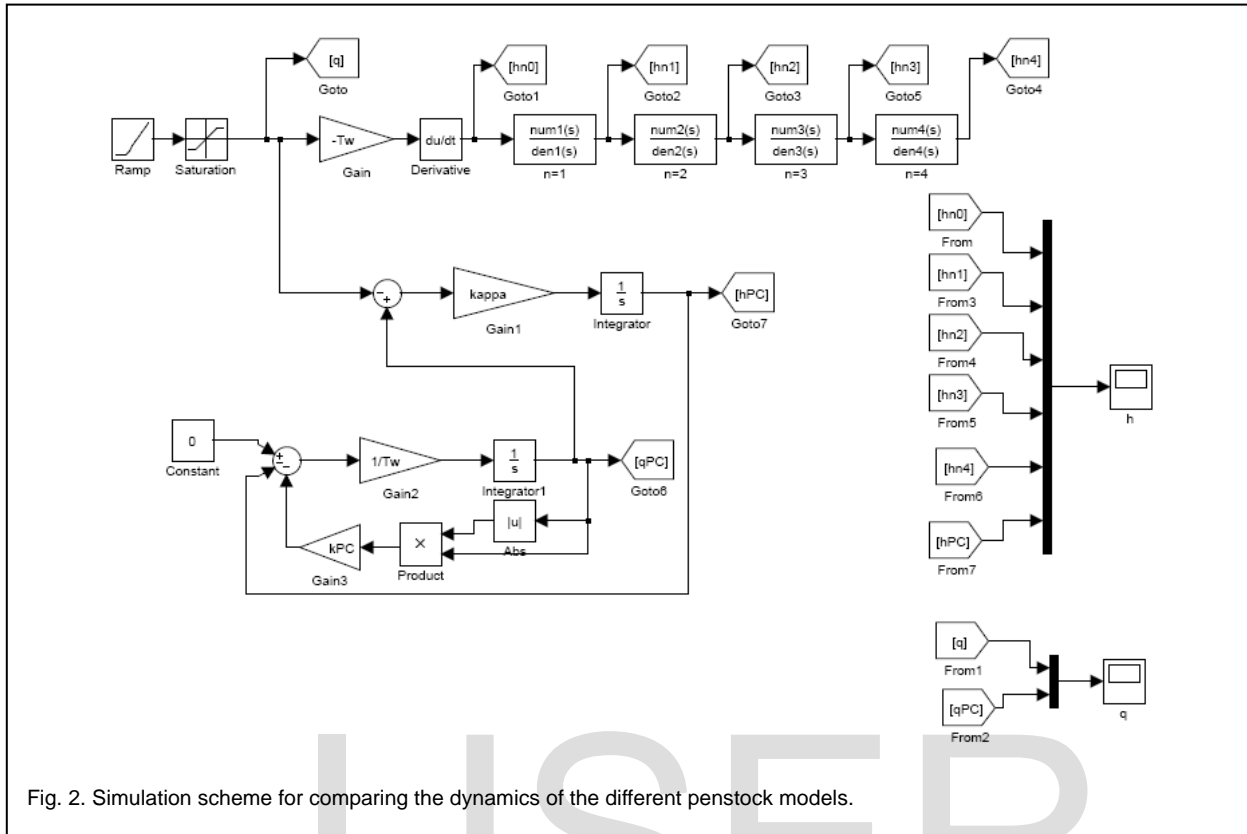 [q]
Goto
[hn0]
Goto1
[hn1]
Goto2
[hn2]
Goto3
[hn3]
Goto5
[hn4]
Goto4
Ramp
Saturation
-Tw
Gain
du/dt
Derivative
num1(s)
den1(s)
n=1
num2(s)
den2(s)
n=2
num3(s)
den3(s)
n=3
num4(s)
den4(s)
n=4
kappa
Gain1
1
s
Integrator
[hPC]
Goto7
0
Constant
1/Tw
Gain2
1
s
Integrator1
[qPC]
Goto6
|u|
Abs
×
Product
kPC
Gain3
[hn0]
From
[hn1]
From3
[hn2]
From4
[hn3]
From5
[hn4]
From6
[hPC]
From7
h
[q]
From1
[qPC]
From2
q
Fig. 2. Simulation scheme for comparing the dynamics of the different penstock models.